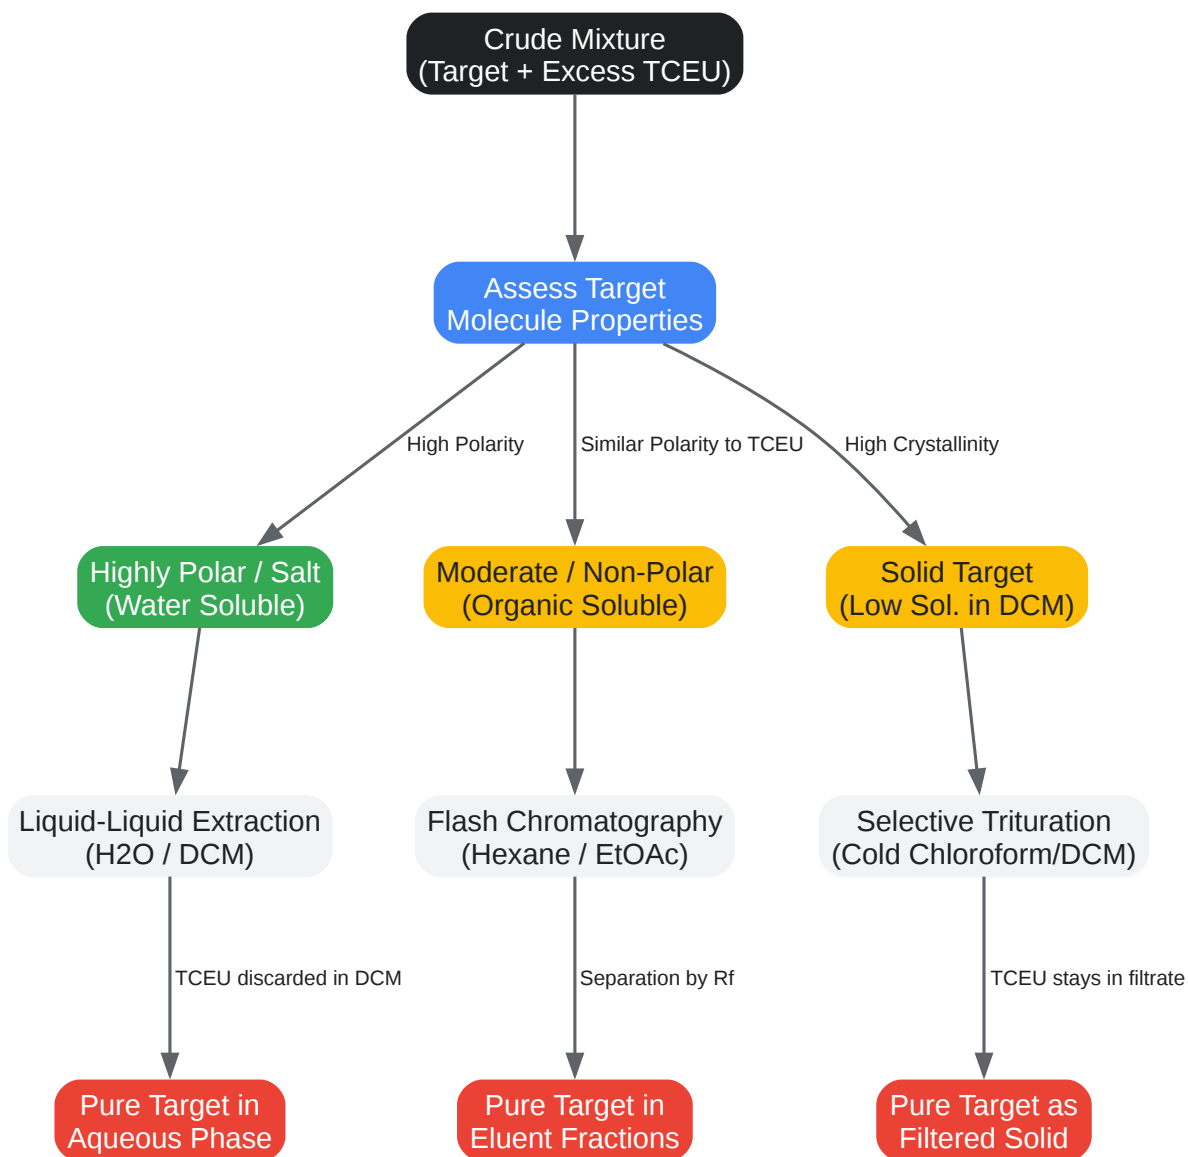 Crude Mixture
(Target + Excess TCEU)
Assess Target
Molecule Properties
High Polarity
Similar Polarity to TCEU
High Crystallinity
Highly Polar / Salt
(Water Soluble)
Moderate / Non-Polar
(Organic Soluble)
Solid Target
(Low Sol. in DCM)
Liquid-Liquid Extraction
(H2O / DCM)
Flash Chromatography
(Hexane / EtOAc)
Selective Trituration
(Cold Chloroform/DCM)
TCEU discarded in DCM
Separation by Rf
TCEU stays in filtrate
Pure Target in
Aqueous Phase
Pure Target in
Eluent Fractions
Pure Target as
Filtered Solid